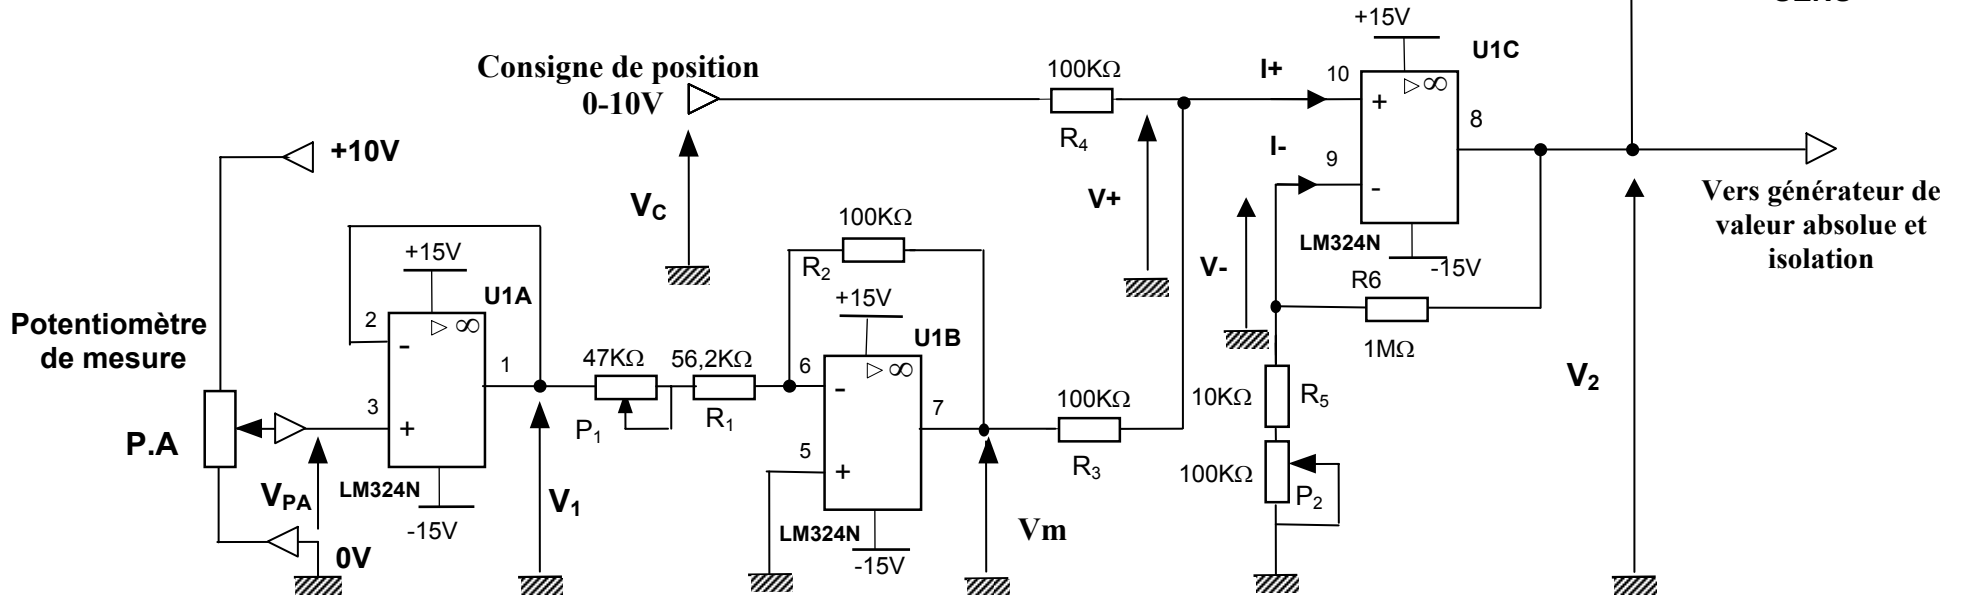 +15V
U1C
Consigne de position
0-10V
100KΩ
R4
I+
10
+
▷∞
8
I-
9
-
+10V
VC
V+
V-
LM324N
-15V
Vers générateur de
valeur absolue et
isolation
100KΩ
R2
+15V
U1A
2
-
▷∞
+15V
U1B
R6
1MΩ
Potentiomètre
de mesure
1
47KΩ
56,2KΩ
6
-
▷∞
V2
3
+
P1
R1
7
100KΩ
10KΩ
R5
P.A
5
+
R3
100KΩ
P2
VPA
LM324N
V1
-15V
LM324N
Vm
0V
-15V